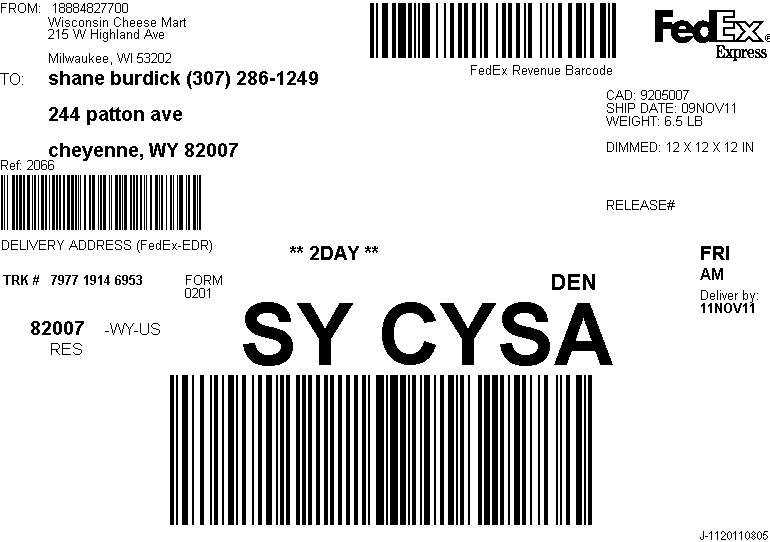 FROM: 18884827700
Wisconsin Cheese Mart
215 W Highland Ave
Milwaukee, WI 53202
TO: shane burdick (307) 286-1249
244 patton ave
cheyenne, WY 82007
Ref: 2066
FedEx Revenue Barcode
FedEx®
Express
CAD: 9205007
SHIP DATE: 09NOV11
WEIGHT: 6.5 LB
DIMMED: 12 X 12 X 12 IN
RELEASE#
DELIVERY ADDRESS (FedEx-EDR)
** 2DAY **
FRI
AM
Deliver by:
11NOV11
TRK # 7977 1914 6953
FORM
0201
DEN
82007 -WY-US
RES
SY CYSA
J-1120110805